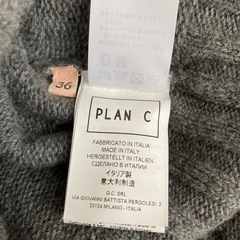 36
PLAN C
FABBRICATO IN ITALIA
MADE IN ITALY
HERGESTELLT IN ITALIEN
СДЕЛАНО В ИТАЛИИ
イタリア製
意大利制造
G.C. SRL
VIA GIOVANNI BATTISTA PERGOLESI, 2
20124 MILANO - ITALIA